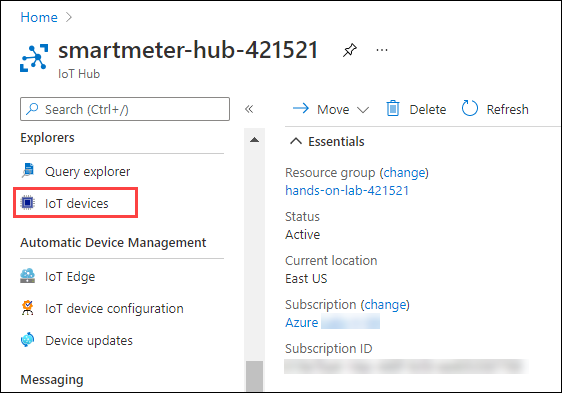 Home
smartmeter-hub-421521
IoT Hub
Search (Ctrl+/)
Explorers
Query explorer
IoT devices
Automatic Device Management
IoT Edge
IoT device configuration
Device updates
Messaging
Move
Delete
Refresh
Essentials
Resource group (change)
hands-on-lab-421521
Status
Active
Current location
East US
Subscription (change)
Azure
Subscription ID